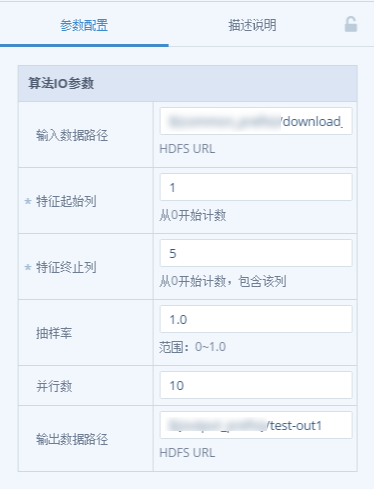 参数配置 描述说明
算法IO参数
输入数据路径 /download_
HDFS URL
* 特征起始列 1
从0开始计数
* 特征终止列 5
从0开始计数，包含该列
抽样率 1.0
范围：0~1.0
并行数 10
输出数据路径 /test-out1
HDFS URL